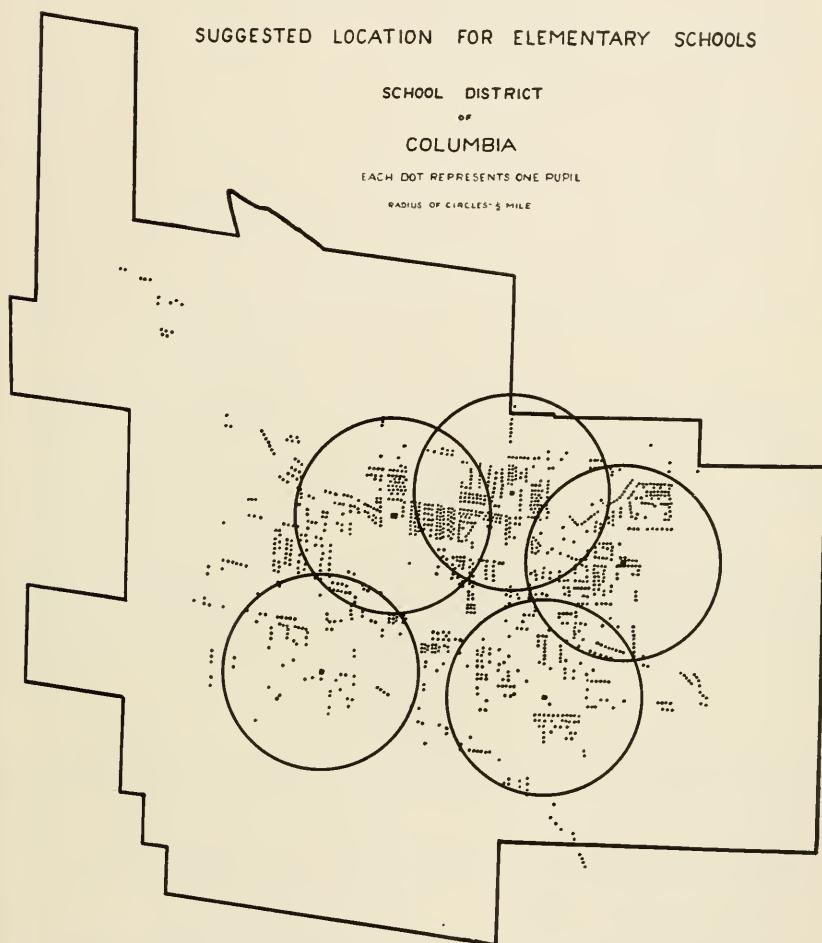 SUGGESTED LOCATION FOR ELEMENTARY SCHOOLS
SCHOOL DISTRICT
OF
COLUMBIA
EACH DOT REPRESENTS ONE PUPIL
RADIUS OF CIRCLES-½ MILE